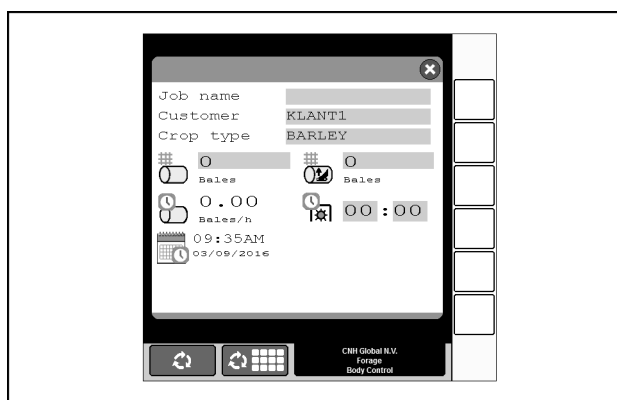 Job name
Customer KLANT1
Crop type BARLEY
0 0
Bales Bales
0.00 00:00
Bales/h
09:35AM
03/09/2016
CNH Global N.V.
Forage
Body Control